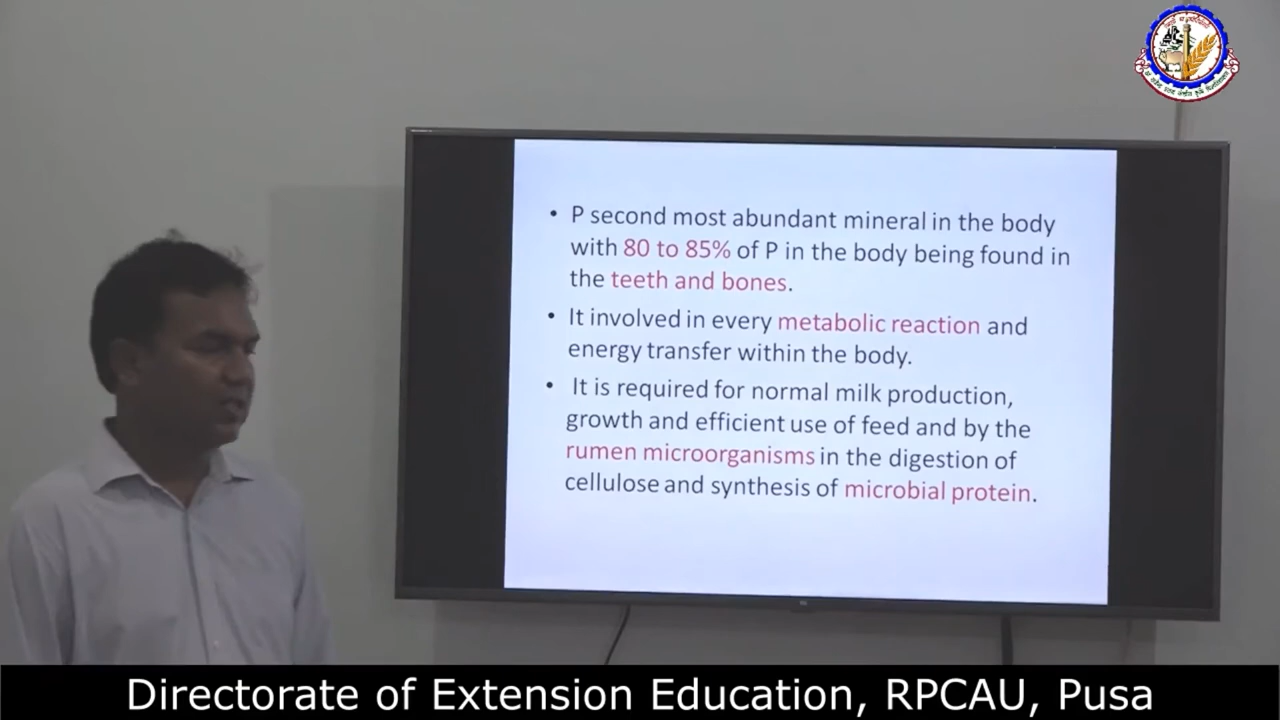 • P second most abundant mineral in the body
with 80 to 85% of P in the body being found in
the teeth and bones.
• It involved in every metabolic reaction and
energy transfer within the body.
• It is required for normal milk production,
growth and efficient use of feed and by the
rumen microorganisms in the digestion of
cellulose and synthesis of microbial protein.
Directorate of Extension Education, RPCAU, Pusa